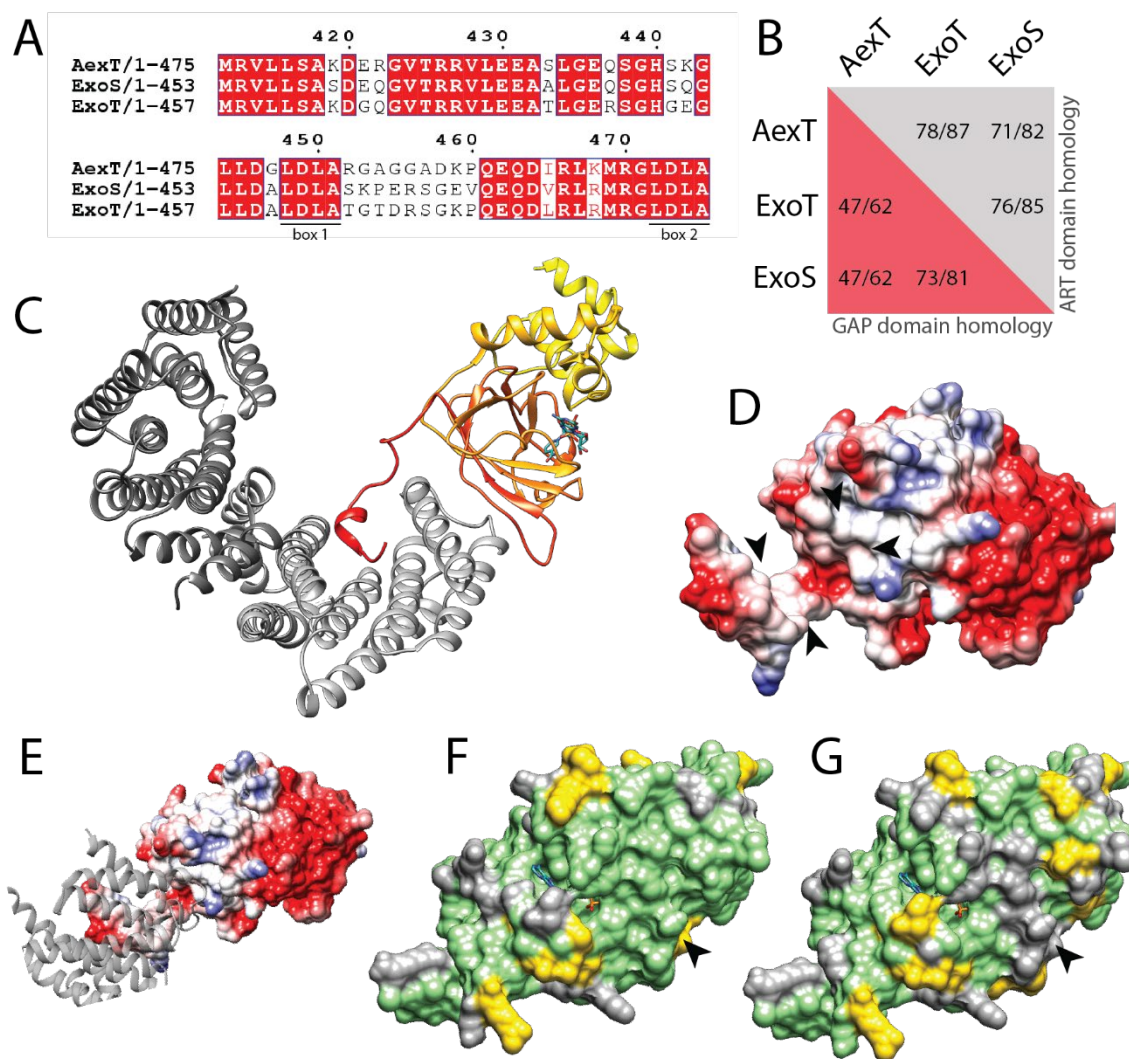 A
420 430 440
AexT/1-475 MRVLLSAKDERGVTRRVLEEASLGEQSGHSKG
ExoS/1-453 MRVLLSASDEQGVTRRVLEEAALGEQSGHSQG
ExoT/1-457 MRVLLSAKDGQGVTRRVLEEATLGERSGHGEG
450 460 470
AexT/1-475 LLDGLDLARGAGGADKPQEQDIRLKMRGLDLA
ExoS/1-453 LLDALDLASKPERSGEVQEQDVRLRMRGLDLA
ExoT/1-457 LLDALDLATGTDRSGKPQEQDLRLRMRGLDLA
box 1 box 2
B
AexT ExoT ExoS
AexT 78/87 71/82
ExoT 47/62 76/85
ExoS 47/62 73/81
GAP domain homology
ART domain homology
C
D
E
F
G